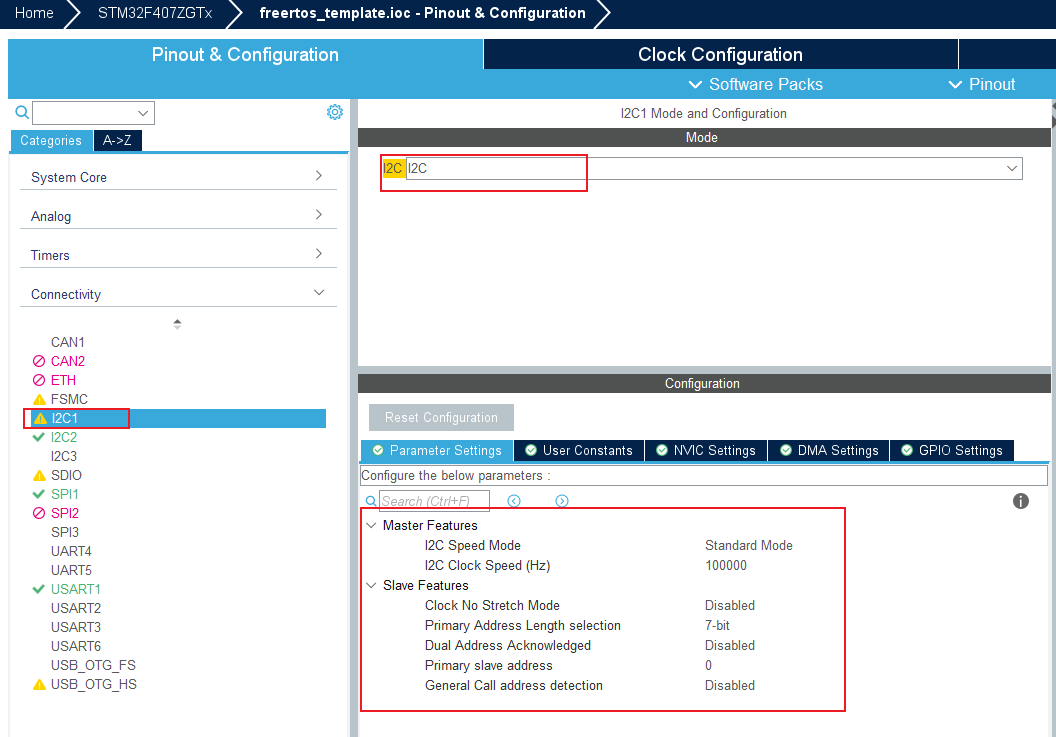 Home STM32F407ZGTx freertos_template.ioc - Pinout & Configuration
Pinout & Configuration Clock Configuration
Software Packs Pinout
I2C1 Mode and Configuration
Categories A->Z
Mode
System Core
Analog
Timers
Connectivity
CAN1
CAN2
ETH
FSMC
I2C1
I2C2
I2C3
SDIO
SPI1
SPI2
SPI3
UART4
UART5
USART1
USART2
USART3
USART6
USB_OTG_FS
USB_OTG_HS
I2C I2C
Configuration
Reset Configuration
Parameter Settings User Constants NVIC Settings DMA Settings GPIO Settings
Configure the below parameters :
Search (Ctrl+F)
Master Features
I2C Speed Mode Standard Mode
I2C Clock Speed (Hz) 100000
Slave Features
Clock No Stretch Mode Disabled
Primary Address Length selection 7-bit
Dual Address Acknowledged Disabled
Primary slave address 0
General Call address detection Disabled